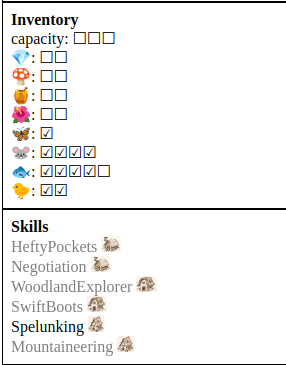 Inventory
capacity: ☐☐☐
💎: ☐☐
🍄: ☐☐
🍯: ☐☐
🌺: ☐☐
🦋: ☑
🐭: ☑☑☑☑
🐟: ☑☑☑☑☐
🐤: ☑☑
Skills
HeftyPockets
Negotiation
WoodlandExplorer
SwiftBoots
Spelunking
Mountaineering